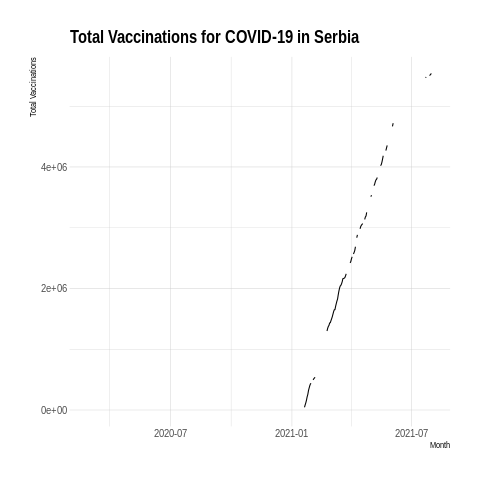 Total Vaccinations for COVID-19 in Serbia
Total Vaccinations
4e+06
2e+06
0e+00
2020-07 2021-01 2021-07
Month